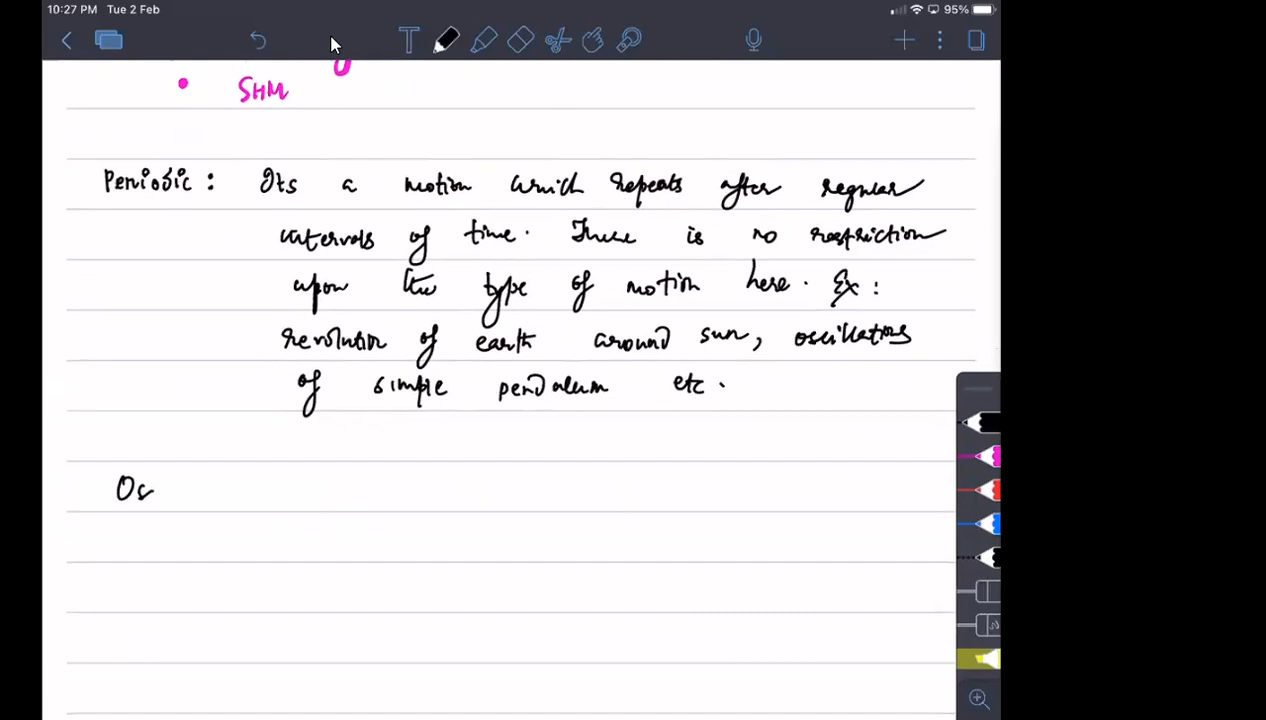 10:27 PM Tue 2 Feb 95%
SHM
Periodic : Its a motion which repeats after regular
intervals of time. There is no restriction
upon the type of motion here. Ex :
revolution of earth around sun, oscillations
of simple pendulum etc.
Os